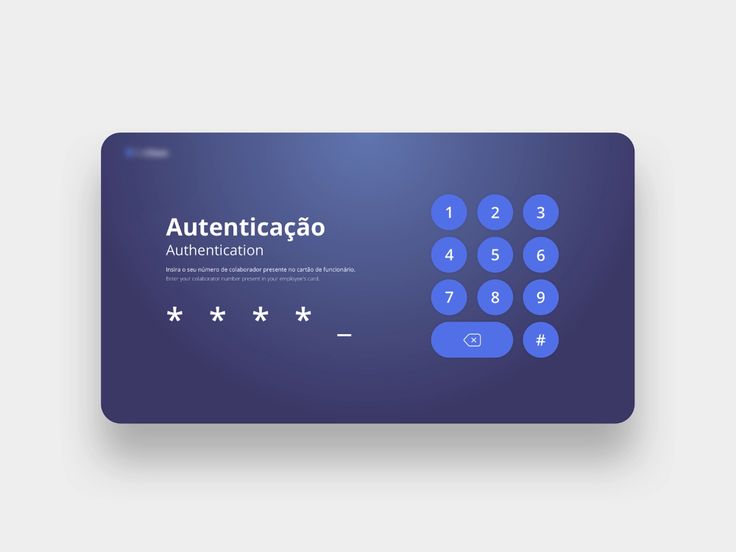 Autenticação
Authentication
Insira o seu número de colaborador presente no cartão de funcionário.
Enter your colaborator number present in your employee's card.
* * * * _
1 2 3
4 5 6
7 8 9
#